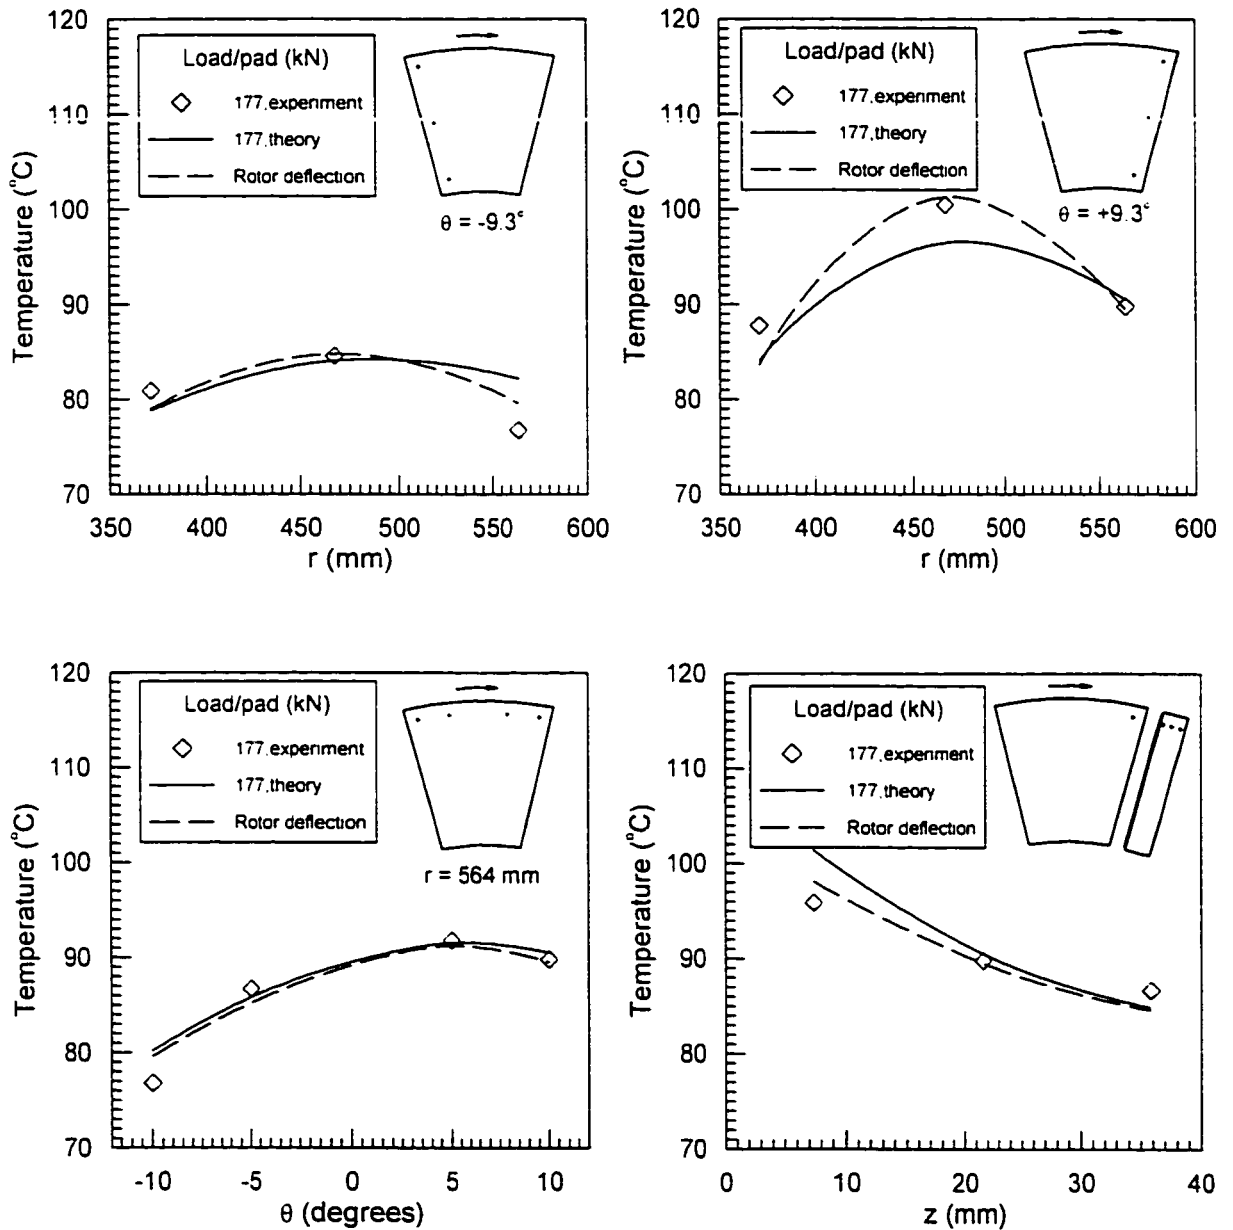 120
110
100
90
80
70
Temperature (°C)
Load/pad (kN)
177,experiment
177,theory
Rotor deflection
θ = -9.3°
350 400 450 500 550 600
r (mm)
120
110
100
90
80
70
Temperature (°C)
Load/pad (kN)
177,experiment
177,theory
Rotor deflection
θ = +9.3°
350 400 450 500 550 600
r (mm)
120
110
100
90
80
70
Temperature (°C)
Load/pad (kN)
177,experiment
177,theory
Rotor deflection
r = 564 mm
-10 -5 0 5 10
θ (degrees)
120
110
100
90
80
70
Temperature (°C)
Load/pad (kN)
177,experiment
177,theory
Rotor deflection
0 10 20 30 40
z (mm)